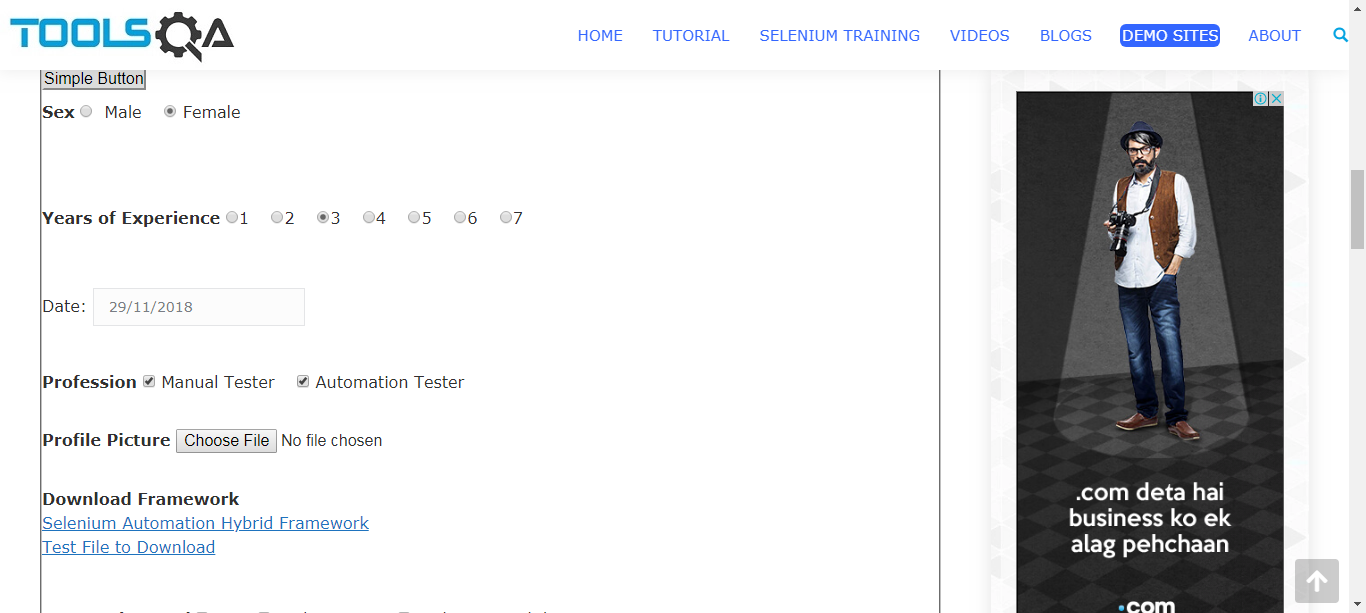 TOOLSQA
HOME TUTORIAL SELENIUM TRAINING VIDEOS BLOGS DEMO SITES ABOUT
Simple Button
Sex Male Female
Years of Experience 1 2 3 4 5 6 7
Date: 29/11/2018
Profession Manual Tester Automation Tester
Profile Picture Choose File No file chosen
Download Framework
Selenium Automation Hybrid Framework
Test File to Download
.com deta hai
business ko ek
alag pehchaan
.com